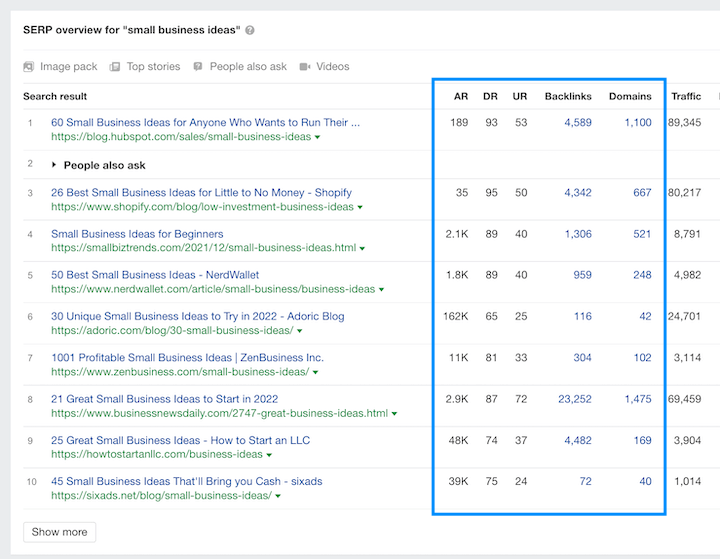 SERP overview for "small business ideas" ?
Image pack Top stories People also ask Videos
Search result AR DR UR Backlinks Domains Traffic
1 60 Small Business Ideas for Anyone Who Wants to Run Their ... 189 93 53 4,589 1,100 89,345
https://blog.hubspot.com/sales/small-business-ideas
2 People also ask
3 26 Best Small Business Ideas for Little to No Money - Shopify 35 95 50 4,342 667 80,217
https://www.shopify.com/blog/low-investment-business-ideas
4 Small Business Ideas for Beginners 2.1K 89 40 1,306 521 8,791
https://smallbiztrends.com/2021/12/small-business-ideas.html
5 50 Best Small Business Ideas - NerdWallet 1.8K 89 40 959 248 4,982
https://www.nerdwallet.com/article/small-business/business-ideas
6 30 Unique Small Business Ideas to Try in 2022 - Adoric Blog 162K 65 25 116 42 24,701
https://adoric.com/blog/30-small-business-ideas/
7 1001 Profitable Small Business Ideas | ZenBusiness Inc. 11K 81 33 304 102 3,114
https://www.zenbusiness.com/small-business-ideas/
8 21 Great Small Business Ideas to Start in 2022 2.9K 87 72 23,252 1,475 69,459
https://www.businessnewsdaily.com/2747-great-business-ideas.html
9 25 Great Small Business Ideas - How to Start an LLC 48K 74 37 4,482 169 3,904
https://howtostartanllc.com/business-ideas
10 45 Small Business Ideas That'll Bring you Cash - sixads 39K 75 24 72 40 1,014
https://sixads.net/blog/small-business-ideas/
Show more